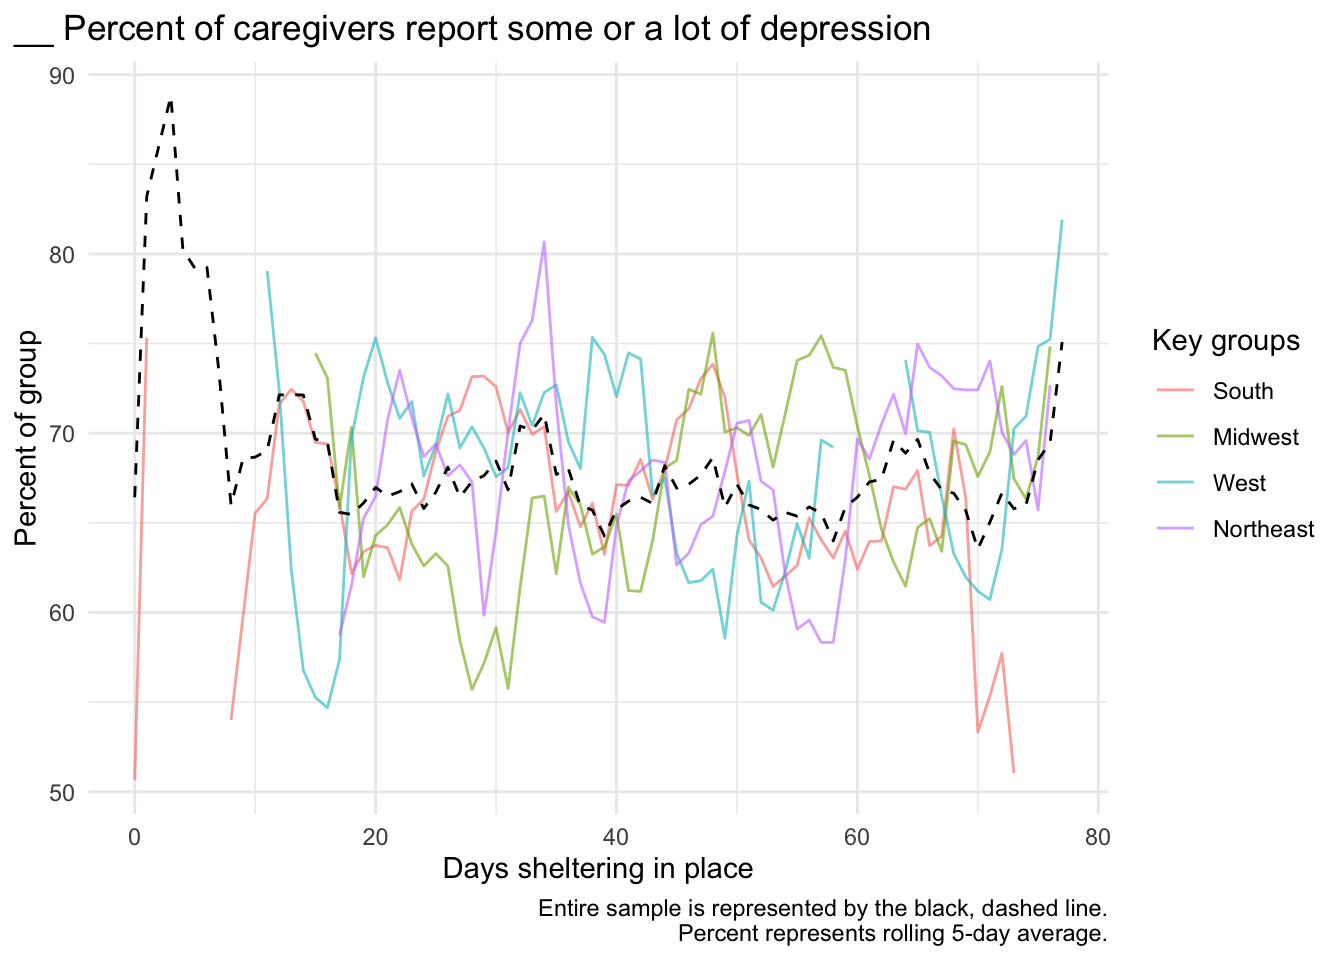 __ Percent of caregivers report some or a lot of depression
90
80
70
60
50
Percent of group
0 20 40 60 80
Days sheltering in place
Key groups
South
Midwest
West
Northeast
Entire sample is represented by the black, dashed line.
Percent represents rolling 5-day average.